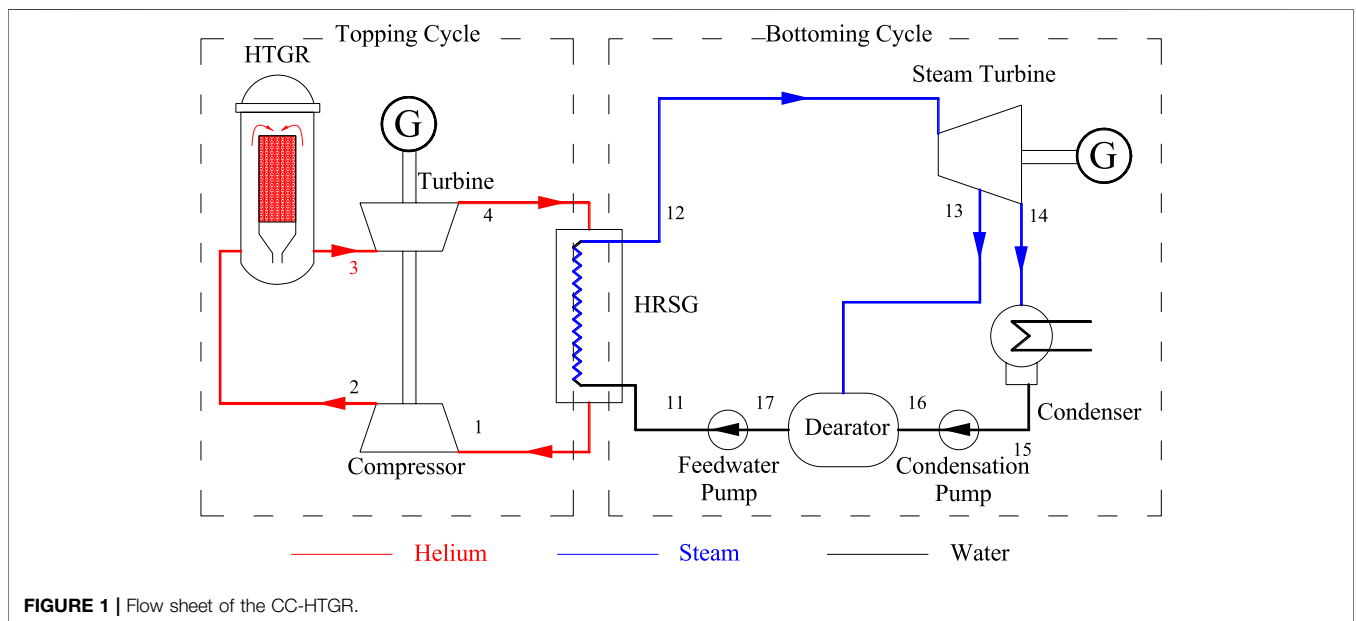 Topping Cycle
Bottoming Cycle
HTGR
Steam Turbine
G
G
Turbine
4
12
13
14
3
HRSG
2
1
11
17
Dearator
16
Condenser
15
Compressor
Feedwater
Pump
Condensation
Pump
Helium
Steam
Water
FIGURE 1 | Flow sheet of the CC-HTGR.